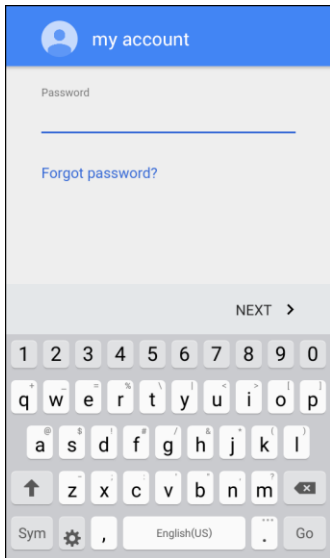 my account
Password
Forgot password?
NEXT
1 2 3 4 5 6 7 8 9 0
q w e r t y u i o p
a s d f g h j k l
z x c v b n m
Sym , English(US) . Go